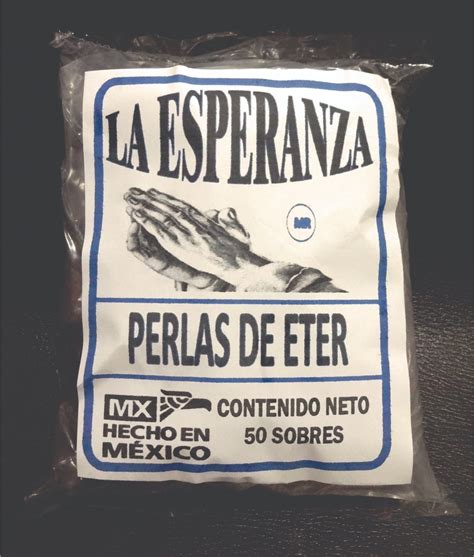 LA ESPERANZA
MR
PERLAS DE ETER
MX
HECHO EN
MÉXICO
CONTENIDO NETO
50 SOBRES